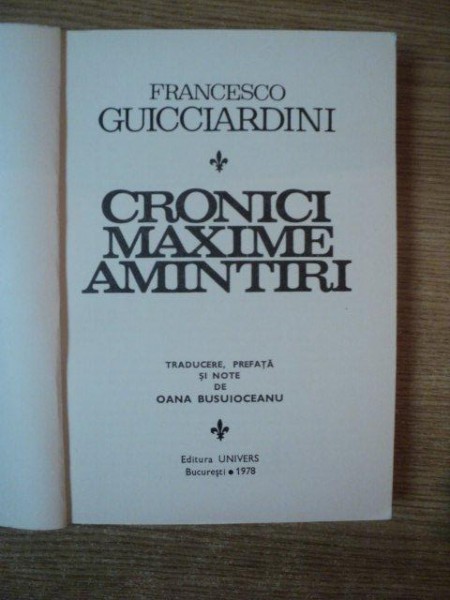 FRANCESCO
GUICCIARDINI
CRONICI
MAXIME
AMINTIRI
TRADUCERE, PREFAȚĂ
ȘI NOTE
DE
OANA BUSUIOCEANU
Editura UNIVERS
București • 1978